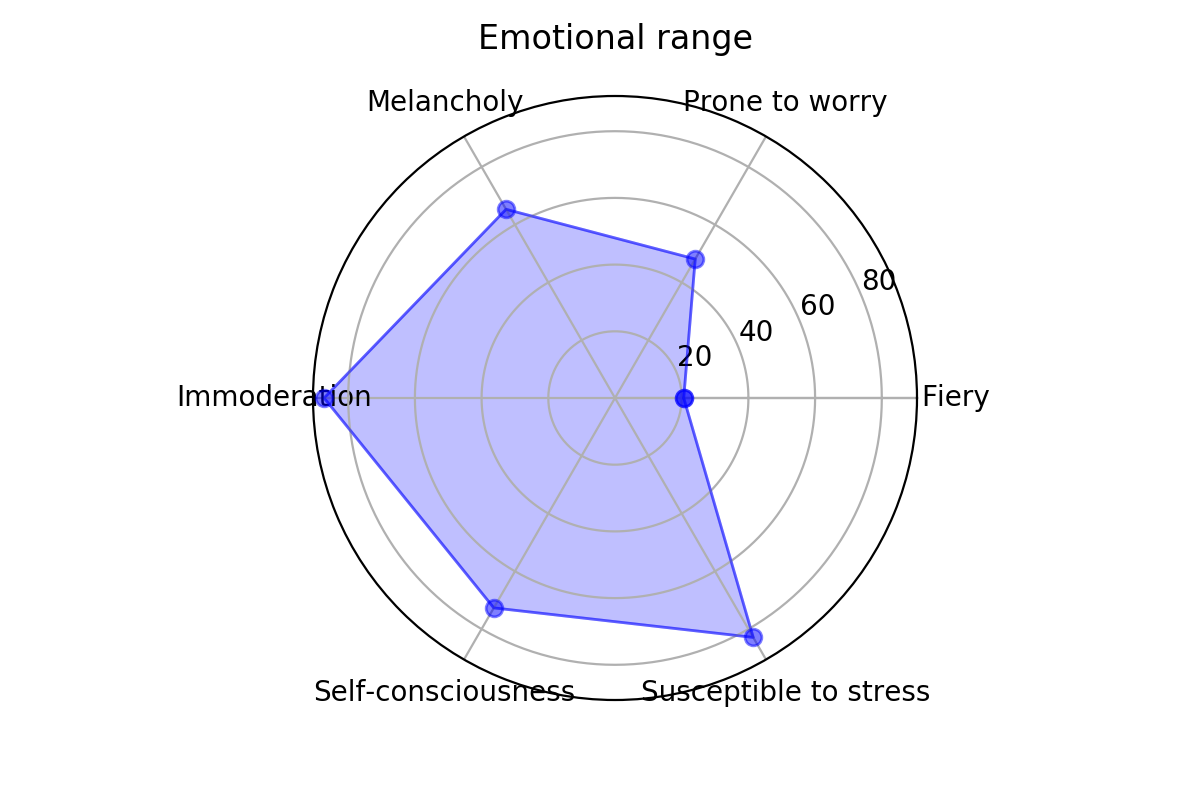 Emotional range
Melancholy
Prone to worry
80
60
40
20
Immoderation
Fiery
Self-consciousness
Susceptible to stress